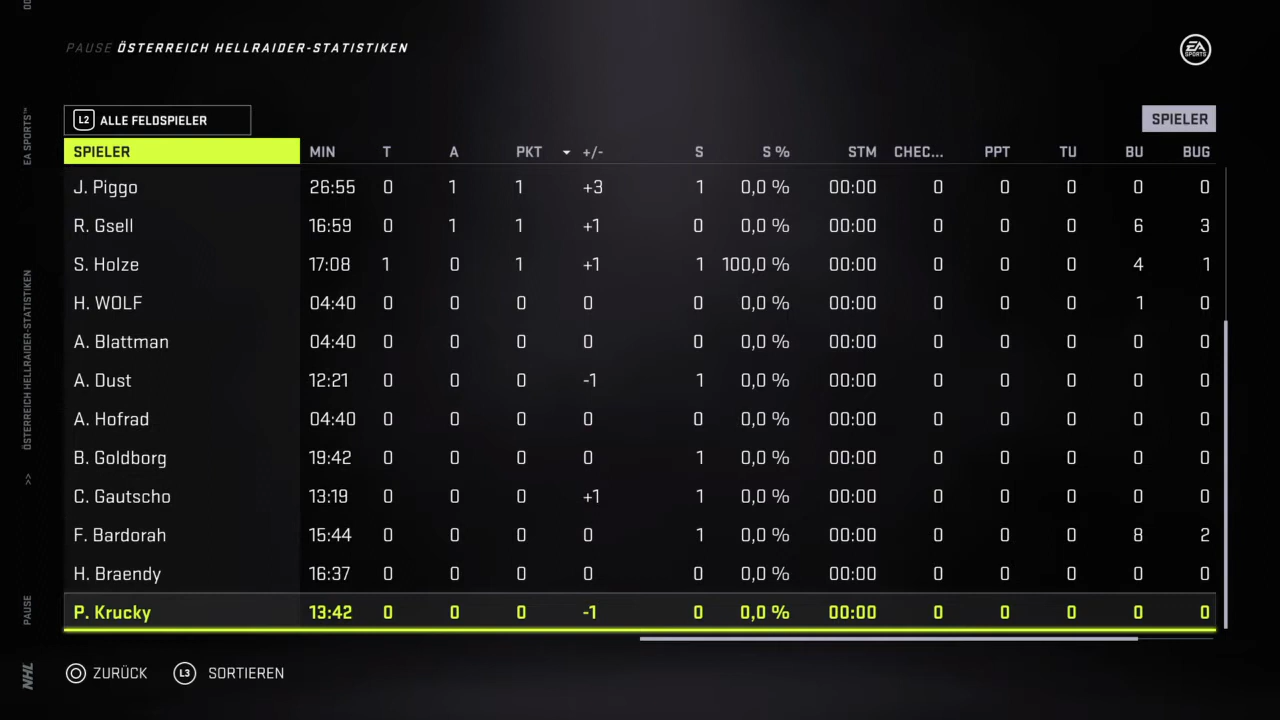 PAUSE ÖSTERREICH HELLRAIDER-STATISTIKEN
EA SPORTS
L2 ALLE FELDSPIELER
SPIELER
SPIELER MIN T A PKT +/- S S % STM CHEC... PPT TU BU BUG
J. Piggo 26:55 0 1 1 +3 1 0,0 % 00:00 0 0 0 0 0
R. Gsell 16:59 0 1 1 +1 0 0,0 % 00:00 0 0 0 6 3
S. Holze 17:08 1 0 1 +1 1 100,0 % 00:00 0 0 0 4 1
H. WOLF 04:40 0 0 0 0 0 0,0 % 00:00 0 0 0 1 0
A. Blattman 04:40 0 0 0 0 0 0,0 % 00:00 0 0 0 0 0
A. Dust 12:21 0 0 0 -1 1 0,0 % 00:00 0 0 0 0 0
A. Hofrad 04:40 0 0 0 0 0 0,0 % 00:00 0 0 0 0 0
B. Goldborg 19:42 0 0 0 0 1 0,0 % 00:00 0 0 0 0 0
C. Gautscho 13:19 0 0 0 +1 1 0,0 % 00:00 0 0 0 0 0
F. Bardorah 15:44 0 0 0 0 1 0,0 % 00:00 0 0 0 8 2
H. Braendy 16:37 0 0 0 0 0 0,0 % 00:00 0 0 0 0 0
P. Krucky 13:42 0 0 0 -1 0 0,0 % 00:00 0 0 0 0 0
ZURÜCK L3 SORTIEREN
NHL PAUSE >> ÖSTERREICH HELLRAIDER-STATISTIKEN EA SPORTS™